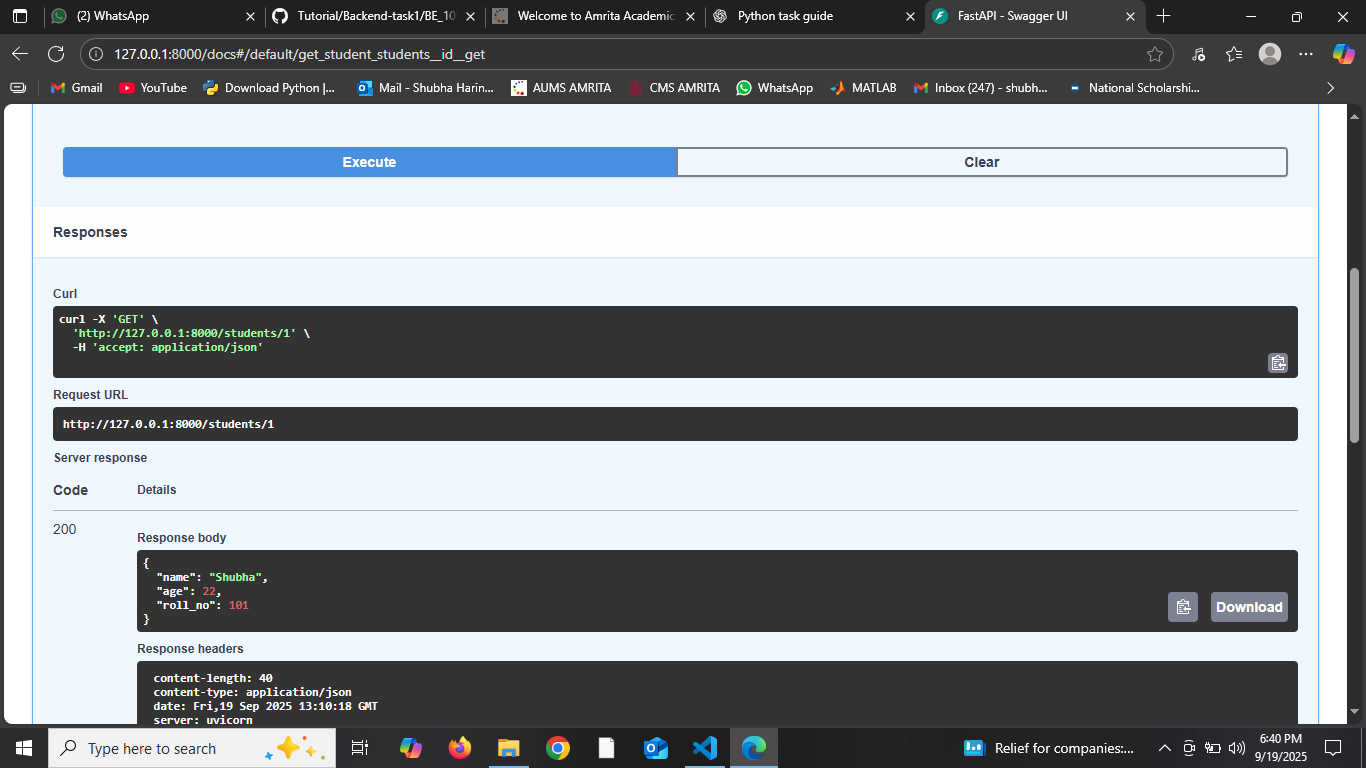 (2) WhatsApp
Tutorial/Backend-task1/BE_10
Welcome to Amrita Academic
Python task guide
FastAPI - Swagger UI
127.0.0.1:8000/docs#/default/get_student_students__id__get
Gmail
YouTube
Download Python |...
Mail - Shubha Harin...
AUMS AMRITA
CMS AMRITA
WhatsApp
MATLAB
Inbox (247) - shubh...
National Scholarshi...
Execute
Clear
Responses
Curl
curl -X 'GET' \
'http://127.0.0.1:8000/students/1' \
-H 'accept: application/json'
Request URL
http://127.0.0.1:8000/students/1
Server response
Code
Details
200
Response body
{
"name": "Shubha",
"age": 22,
"roll_no": 101
}
Download
Response headers
content-length: 40
content-type: application/json
date: Fri,19 Sep 2025 13:10:18 GMT
server: uvicorn
Type here to search
Relief for companies:...
6:40 PM
9/19/2025